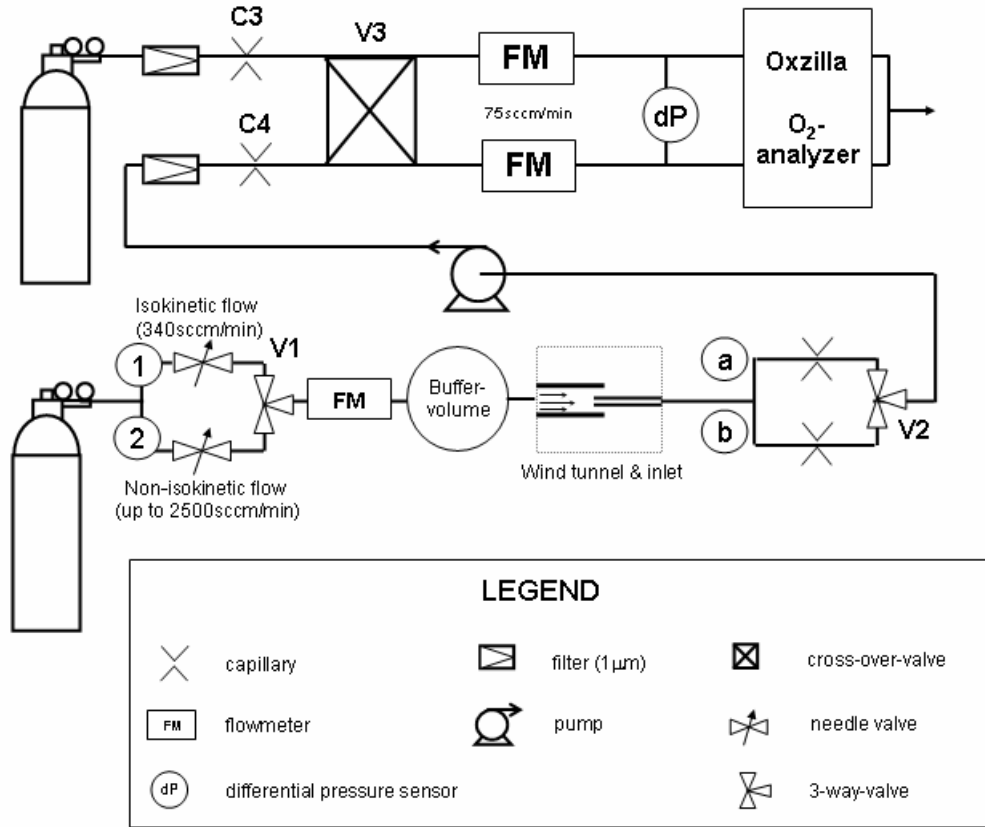 C3
V3
FM
Oxzilla
O2-
analyzer
75sccm/min
dP
C4
FM
Isokinetic flow
(340sccm/min)
V1
1
2
FM
Buffer-
volume
a
b
V2
Wind tunnel & inlet
Non-isokinetic flow
(up to 2500sccm/min)
LEGEND
capillary
filter (1μm)
cross-over-valve
FM
flowmeter
pump
needle valve
dP
differential pressure sensor
3-way-valve